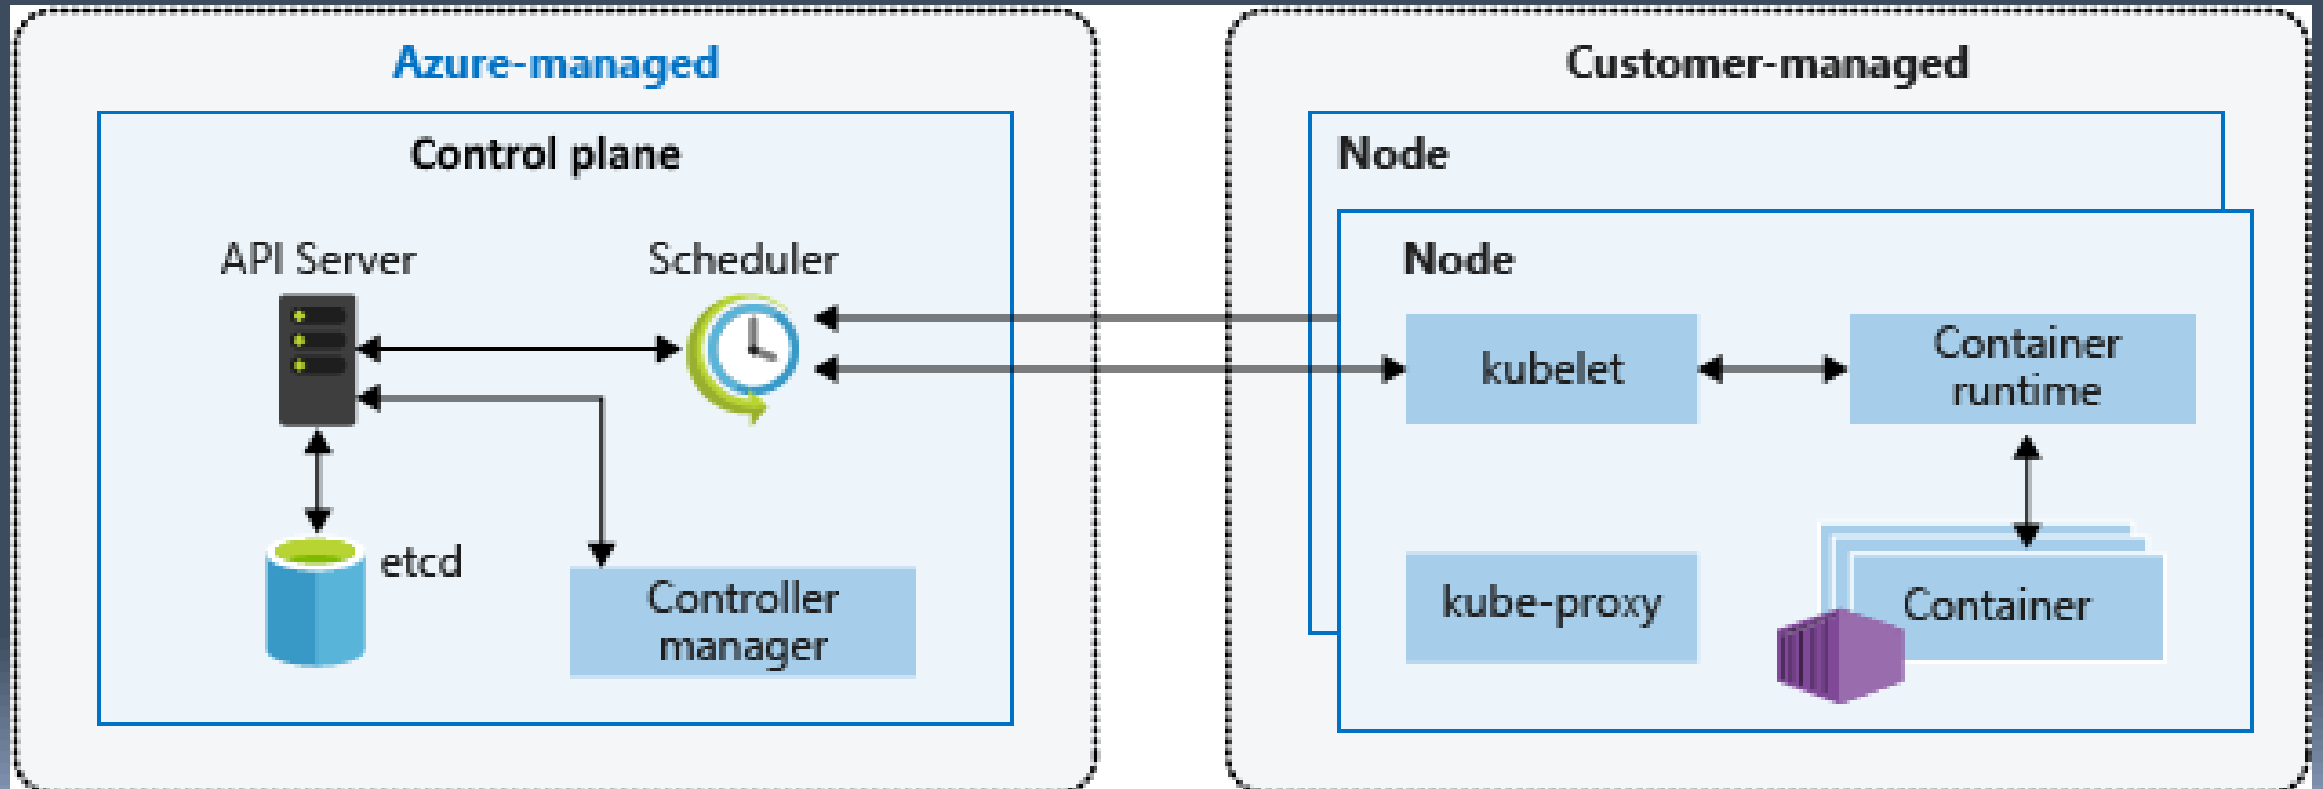 Azure-managed
Control plane
API Server
Scheduler
etcd
Controller
manager
Customer-managed
Node
Node
kubelet
Container
runtime
kube-proxy
Container